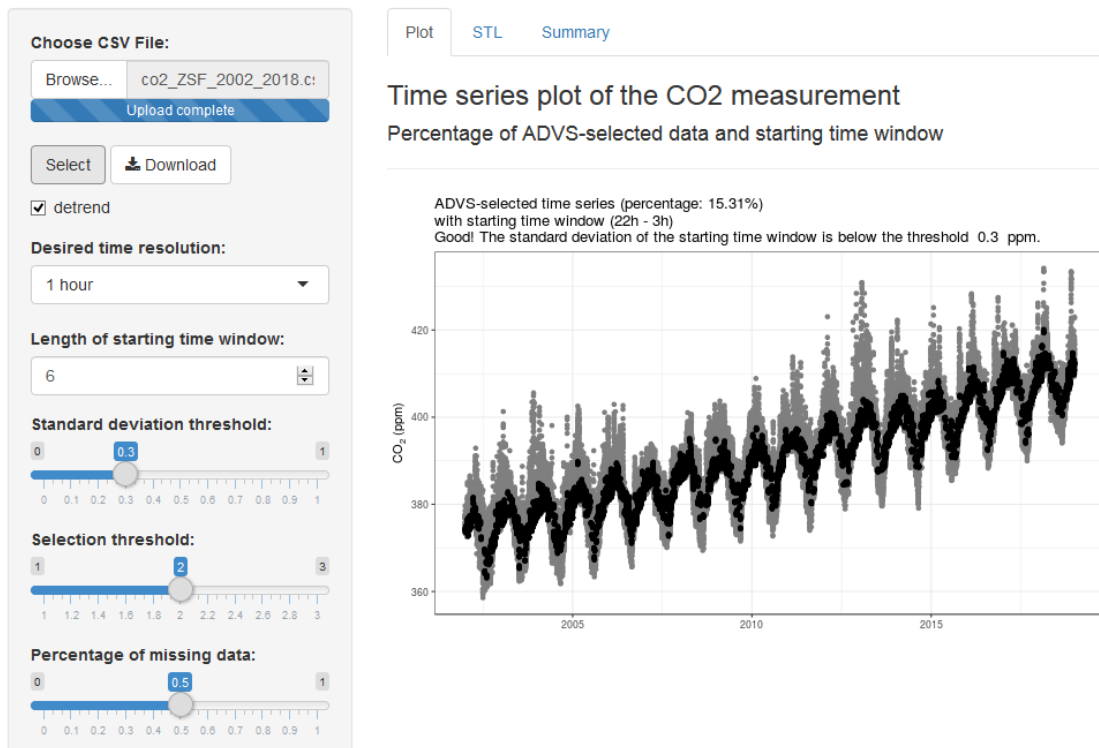 Choose CSV File:
Browse...
co2_ZSF_2002_2018.c
Upload complete
Select
Download
detrend
Desired time resolution:
1 hour
Length of starting time window:
6
Standard deviation threshold:
0 0.3 1
0 0.1 0.2 0.3 0.4 0.5 0.6 0.7 0.8 0.9 1
Selection threshold:
1 2 3
1 1.2 1.4 1.6 1.8 2 2.2 2.4 2.6 2.8 3
Percentage of missing data:
0 0.5 1
0 0.1 0.2 0.3 0.4 0.5 0.6 0.7 0.8 0.9 1
Plot STL Summary
Time series plot of the CO2 measurement
Percentage of ADVS-selected data and starting time window
ADVS-selected time series (percentage: 15.31%)
with starting time window (22h - 3h)
Good! The standard deviation of the starting time window is below the threshold 0.3 ppm.
CO₂ (ppm)
420
400
380
360
2005 2010 2015